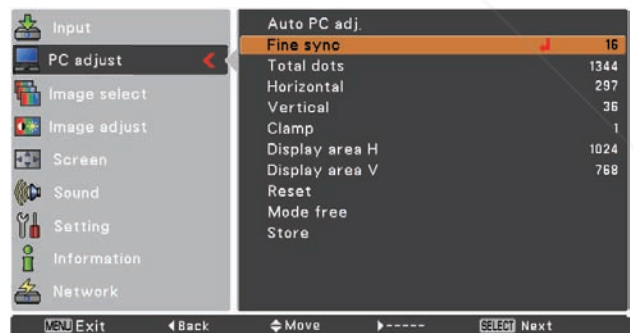 Input
PC adjust
Image select
Image adjust
Screen
Sound
Setting
Information
Network
Auto PC adj.
Fine sync 16
Total dots 1344
Horizontal 297
Vertical 36
Clamp 1
Display area H 1024
Display area V 768
Reset
Mode free
Store
MENU Exit ◀Back Move ▶----- SELECT Next